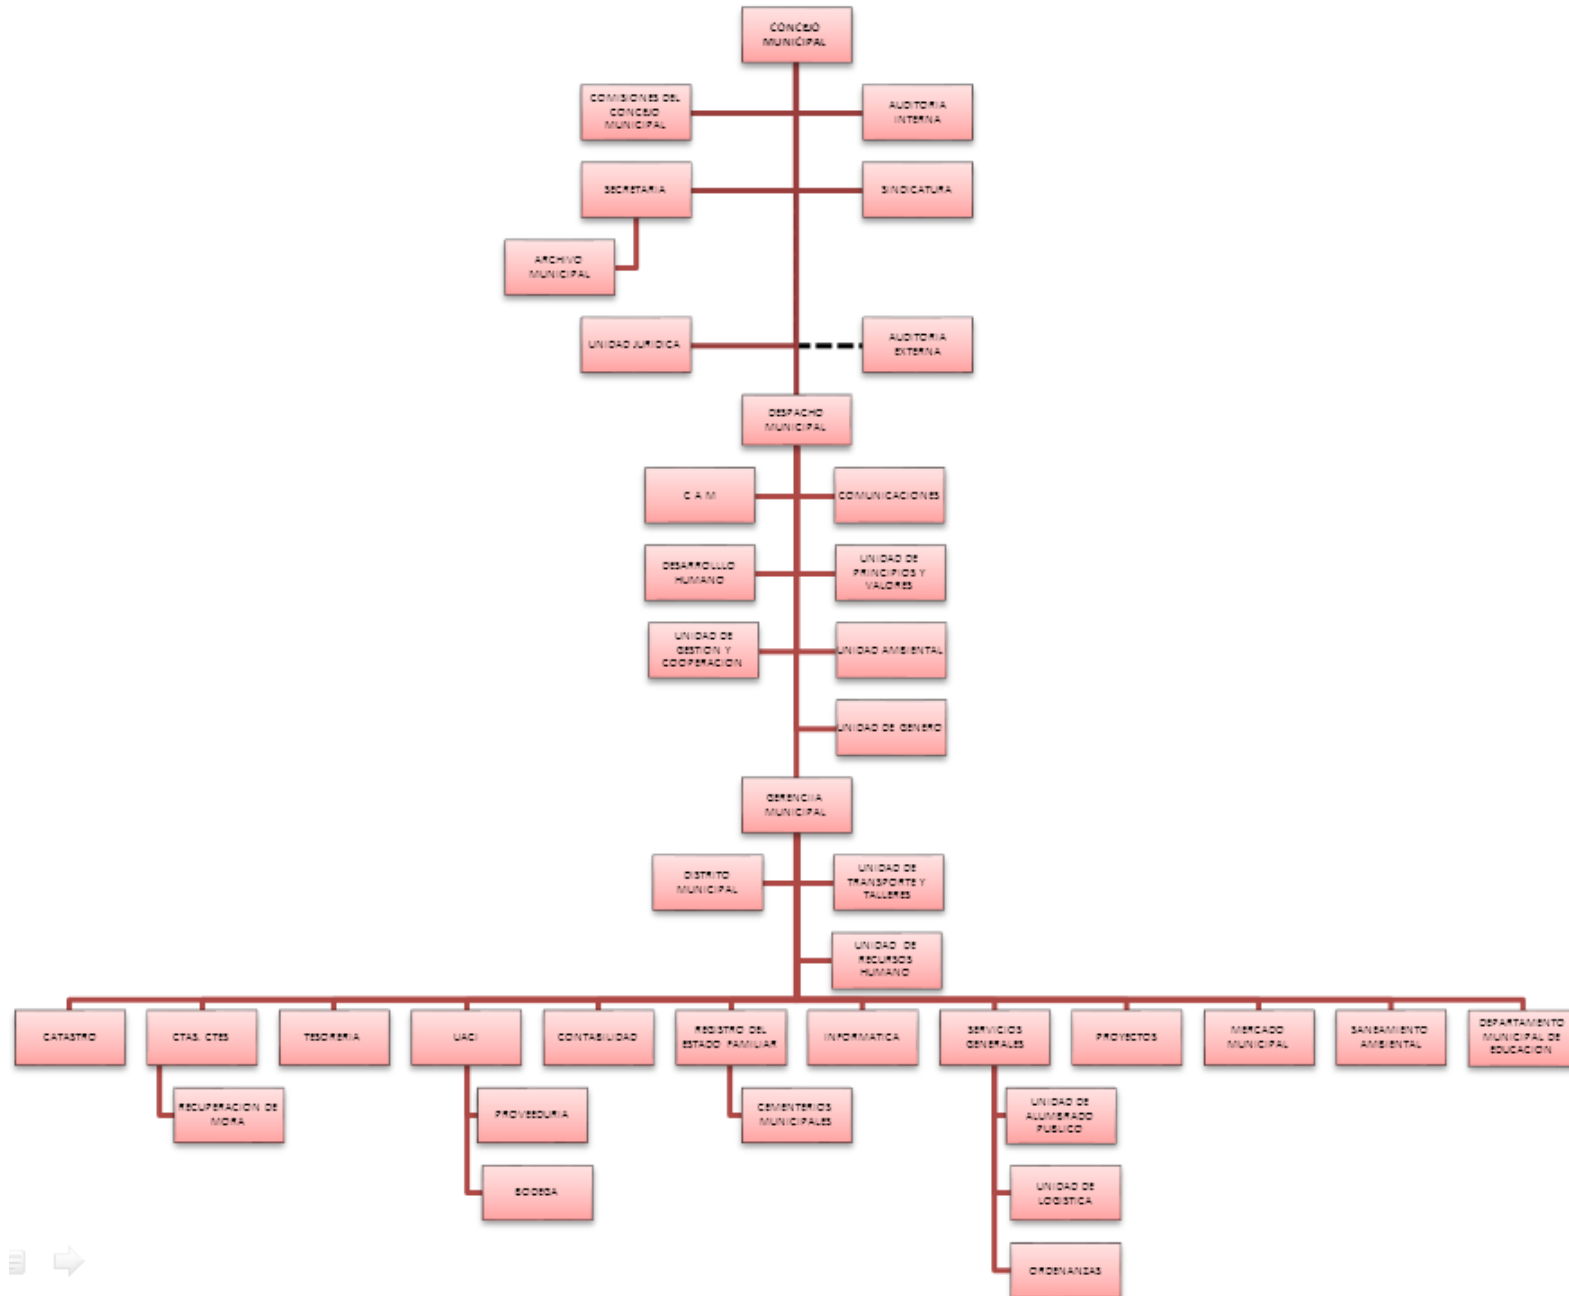 CONCEJO
MUNICIPAL
COMISIONES DEL
CONCEJO
MUNICIPAL
AUDITORIA
INTERNA
SECRETARIA
SINDICATURA
ARCHIVO
MUNICIPAL
UNIDAD JURIDICA
AUDITORIA
EXTERNA
DESPACHO
MUNICIPAL
C A M
COMUNICACIONES
DESARROLLLO
HUMANO
UNIDAD DE
PRINCIPIOS Y
VALORES
UNIDAD DE
GESTION Y
COOPERACION
UNIDAD AMBIENTAL
UNIDAD DE GENERO
GERENCIIA
MUNICIPAL
DISTRITO
MUNICIPAL
UNIDAD DE
TRANSPORTE Y
TALLERES
UNIDAD DE
RECURSOS
HUMANO
CATASTRO
CTAS. CTES
TESORERIA
UACI
CONTABILIDAD
REGISTRO DEL
ESTADO FAMILIAR
INFORMATICA
SERVICIOS
GENERALES
PROYECTOS
MERCADO
MUNICIPAL
SANEAMIENTO
AMBIENTAL
DEPARTAMENTO
MUNICIPAL DE
EDUCACION
RECUPERACION DE
MORA
PROVEEDURIA
CEMENTERIOS
MUNICIPALES
UNIDAD DE
ALUMBRADO
PUBLICO
BODEGA
UNIDAD DE
LOGISTICA
ORDENANZAS